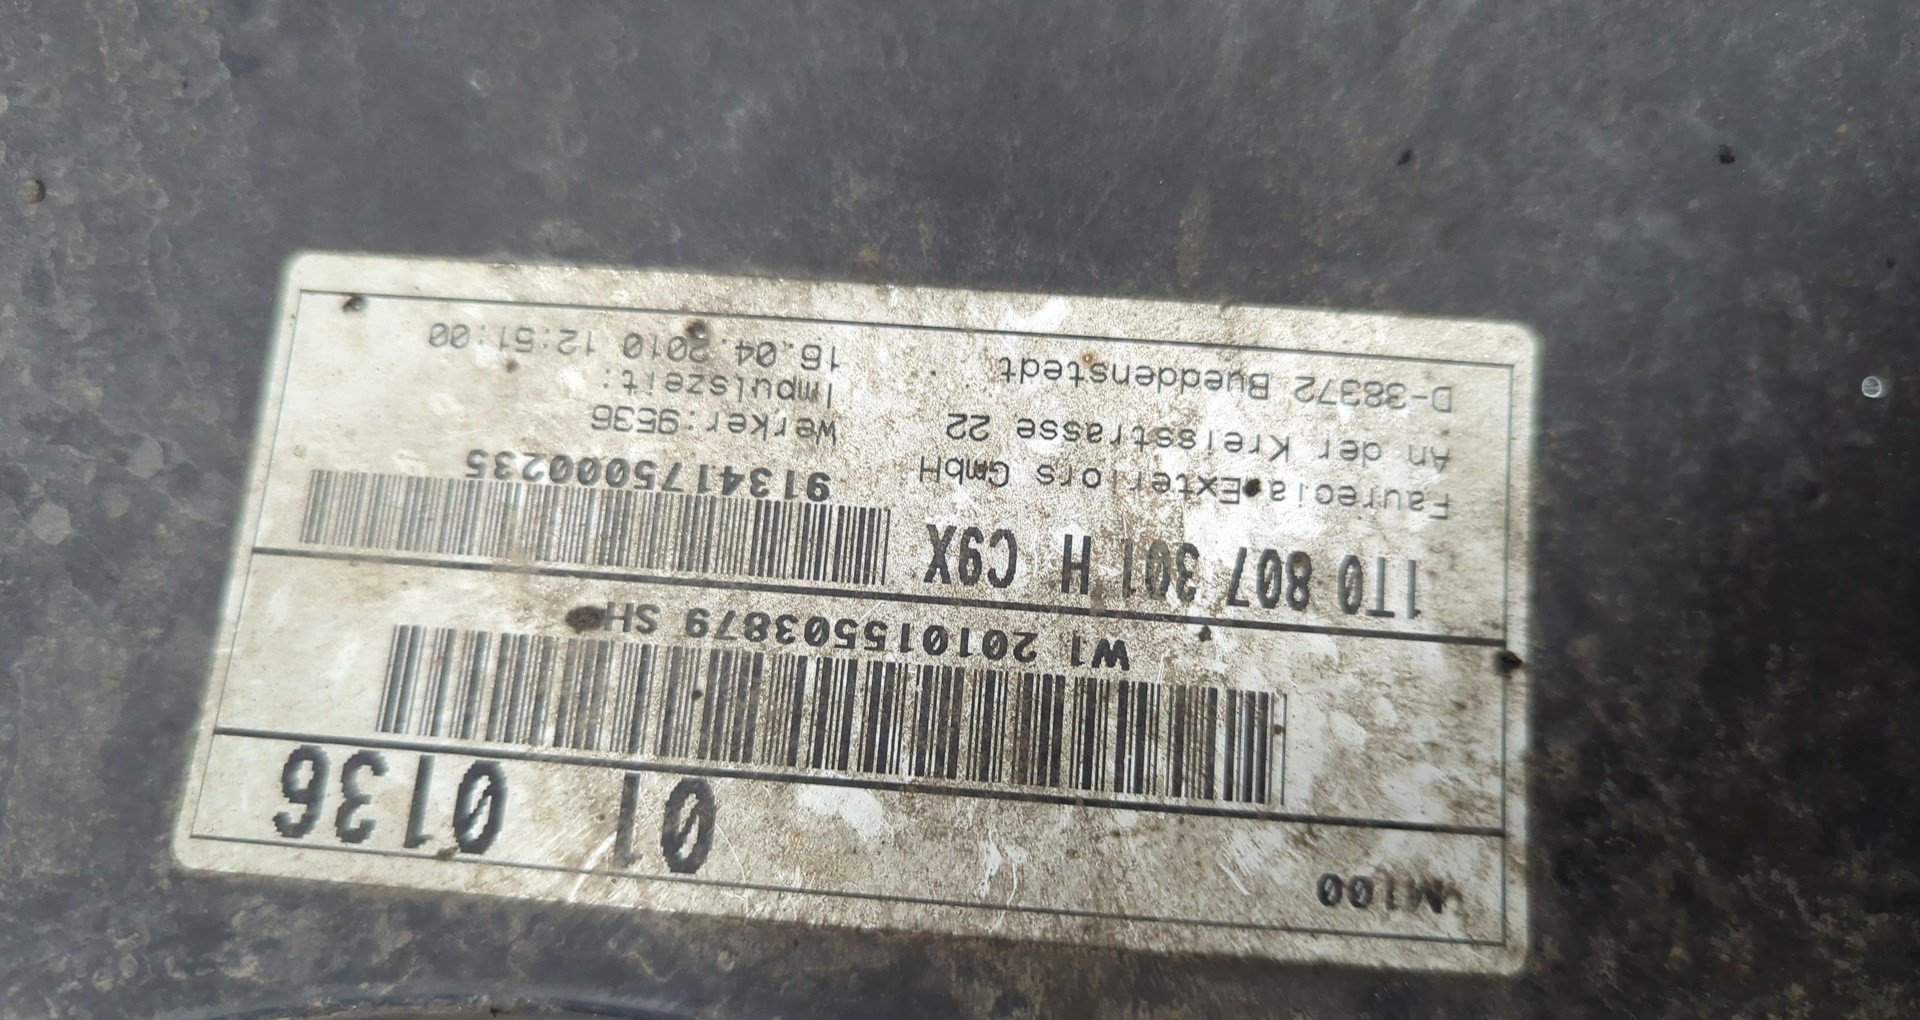 M100
01 0136
W1 201015503879 SH
1T0 807 301 H C9X
Faurecia Exteriors GmbH
An der Kreisstrasse 22
D-38372 Bueddenstedt
9134175000235
Werker:9536
Impulszeit:
16.04.2010 12:51:00